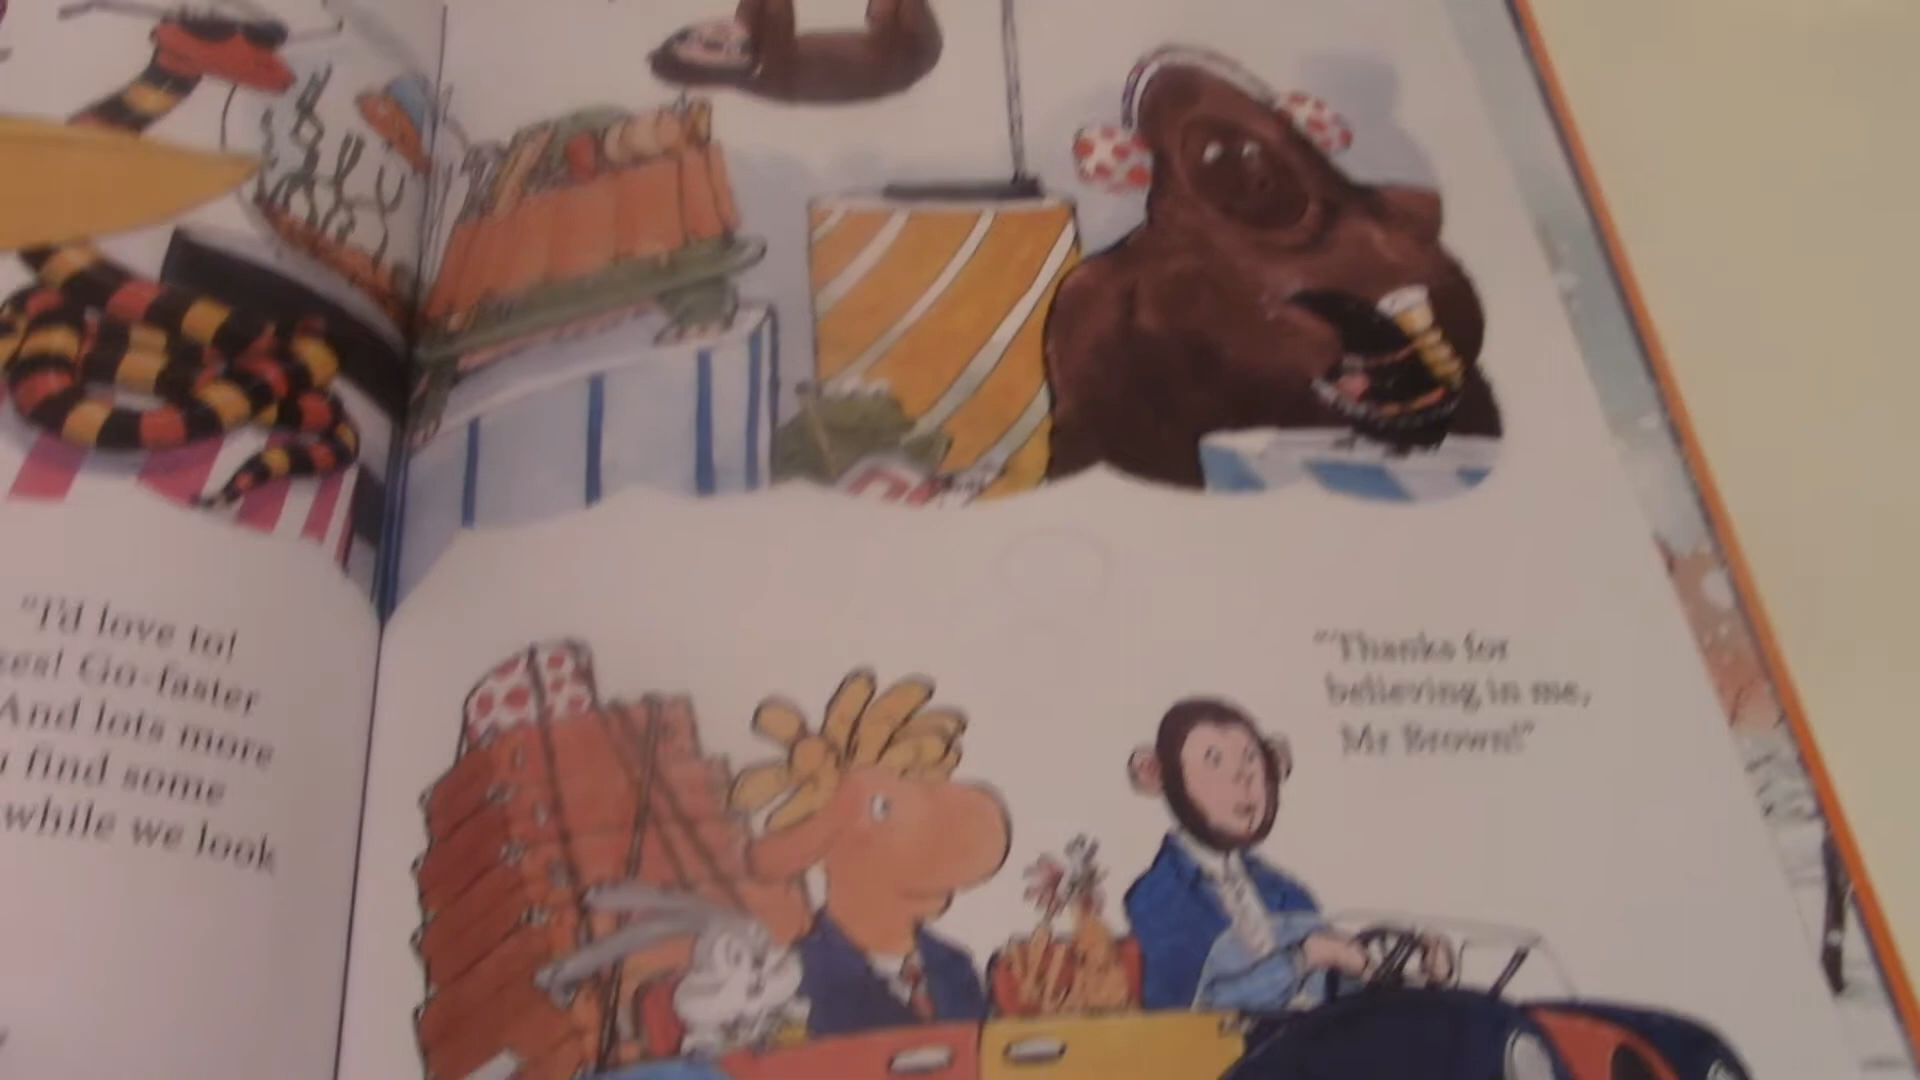 "I'd love to!
Go-faster
And lots more
find some
while we look
"Thanks for
believing in me,
Mr Brown!"